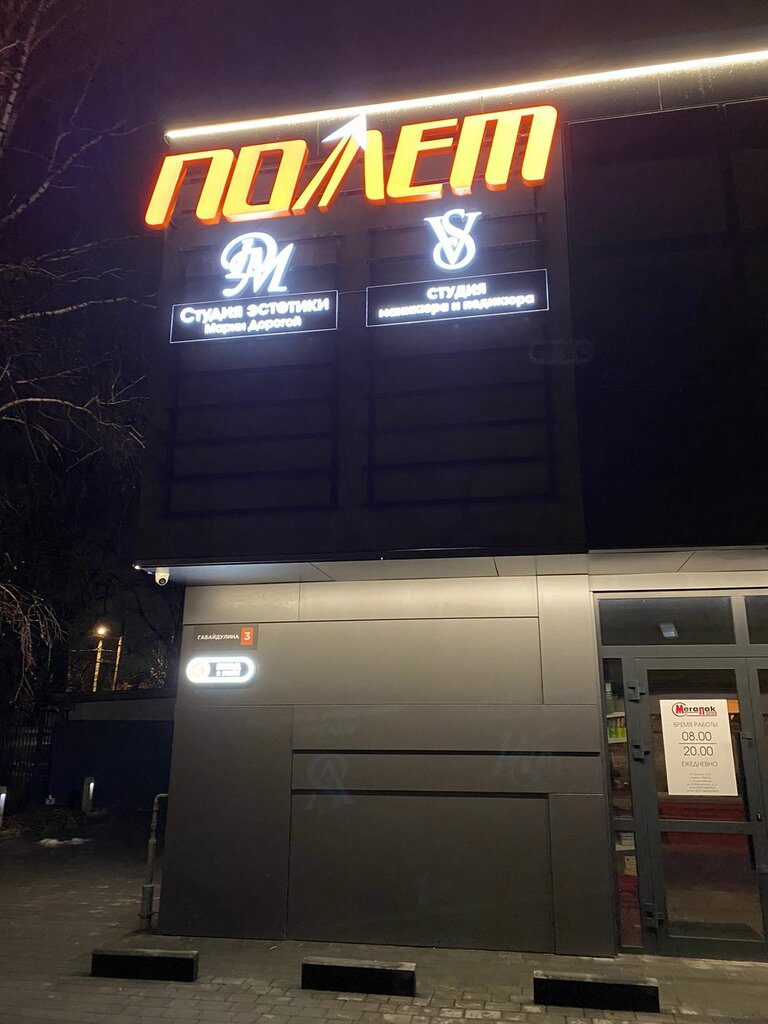 ПОЛЕТ
DM
СТУДИЯ ЭСТЕТИКИ
Марии Дорогой
VS
СТУДИЯ
маникюра и педикюра
ГАБАЙДУЛИНА 3
МегаПак
ВРЕМЯ РАБОТЫ
08.00
20.00
ЕЖЕДНЕВНО